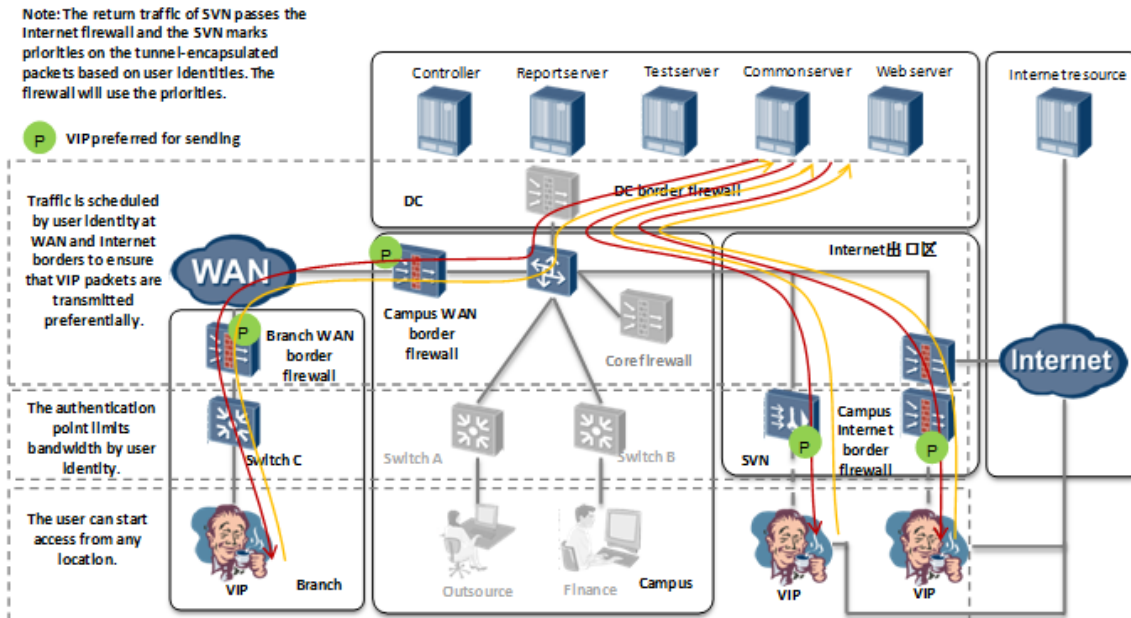 Note: The return traffic of SVN passes the
Internet firewall and the SVN marks
priorities on the tunnel-encapsulated
packets based on user identities. The
firewall will use the priorities.
P VIP preferred for sending
Controller
Report server
Test server
Common server
Web server
Internet resource
DC border firewall
DC
Traffic is scheduled
by user identity at
WAN and Internet
borders to ensure
that VIP packets are
transmitted
preferentially.
WAN
P
Internet出口区
Campus WAN
border
firewall
Core firewall
P
Branch WAN
border
firewall
Internet
The authentication
point limits
bandwidth by user
identity.
Switch C
Switch A
Switch B
SVN
P
Campus
Internet
border
firewall
P
The user can start
access from any
location.
VIP
Branch
Outsource
Finance
Campus
VIP
VIP